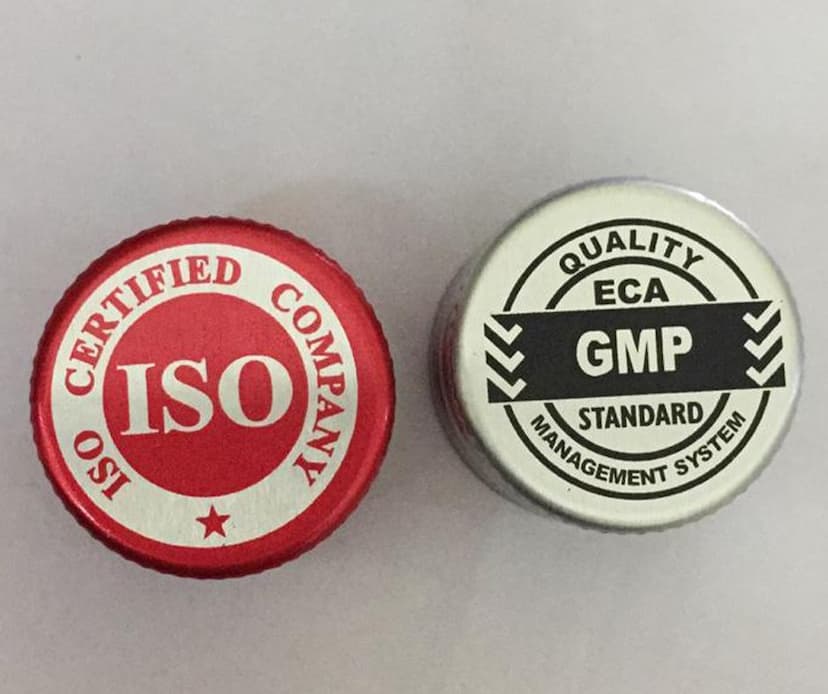 ISO CERTIFIED COMPANY
ISO
QUALITY
ECA
GMP
STANDARD
MANAGEMENT SYSTEM